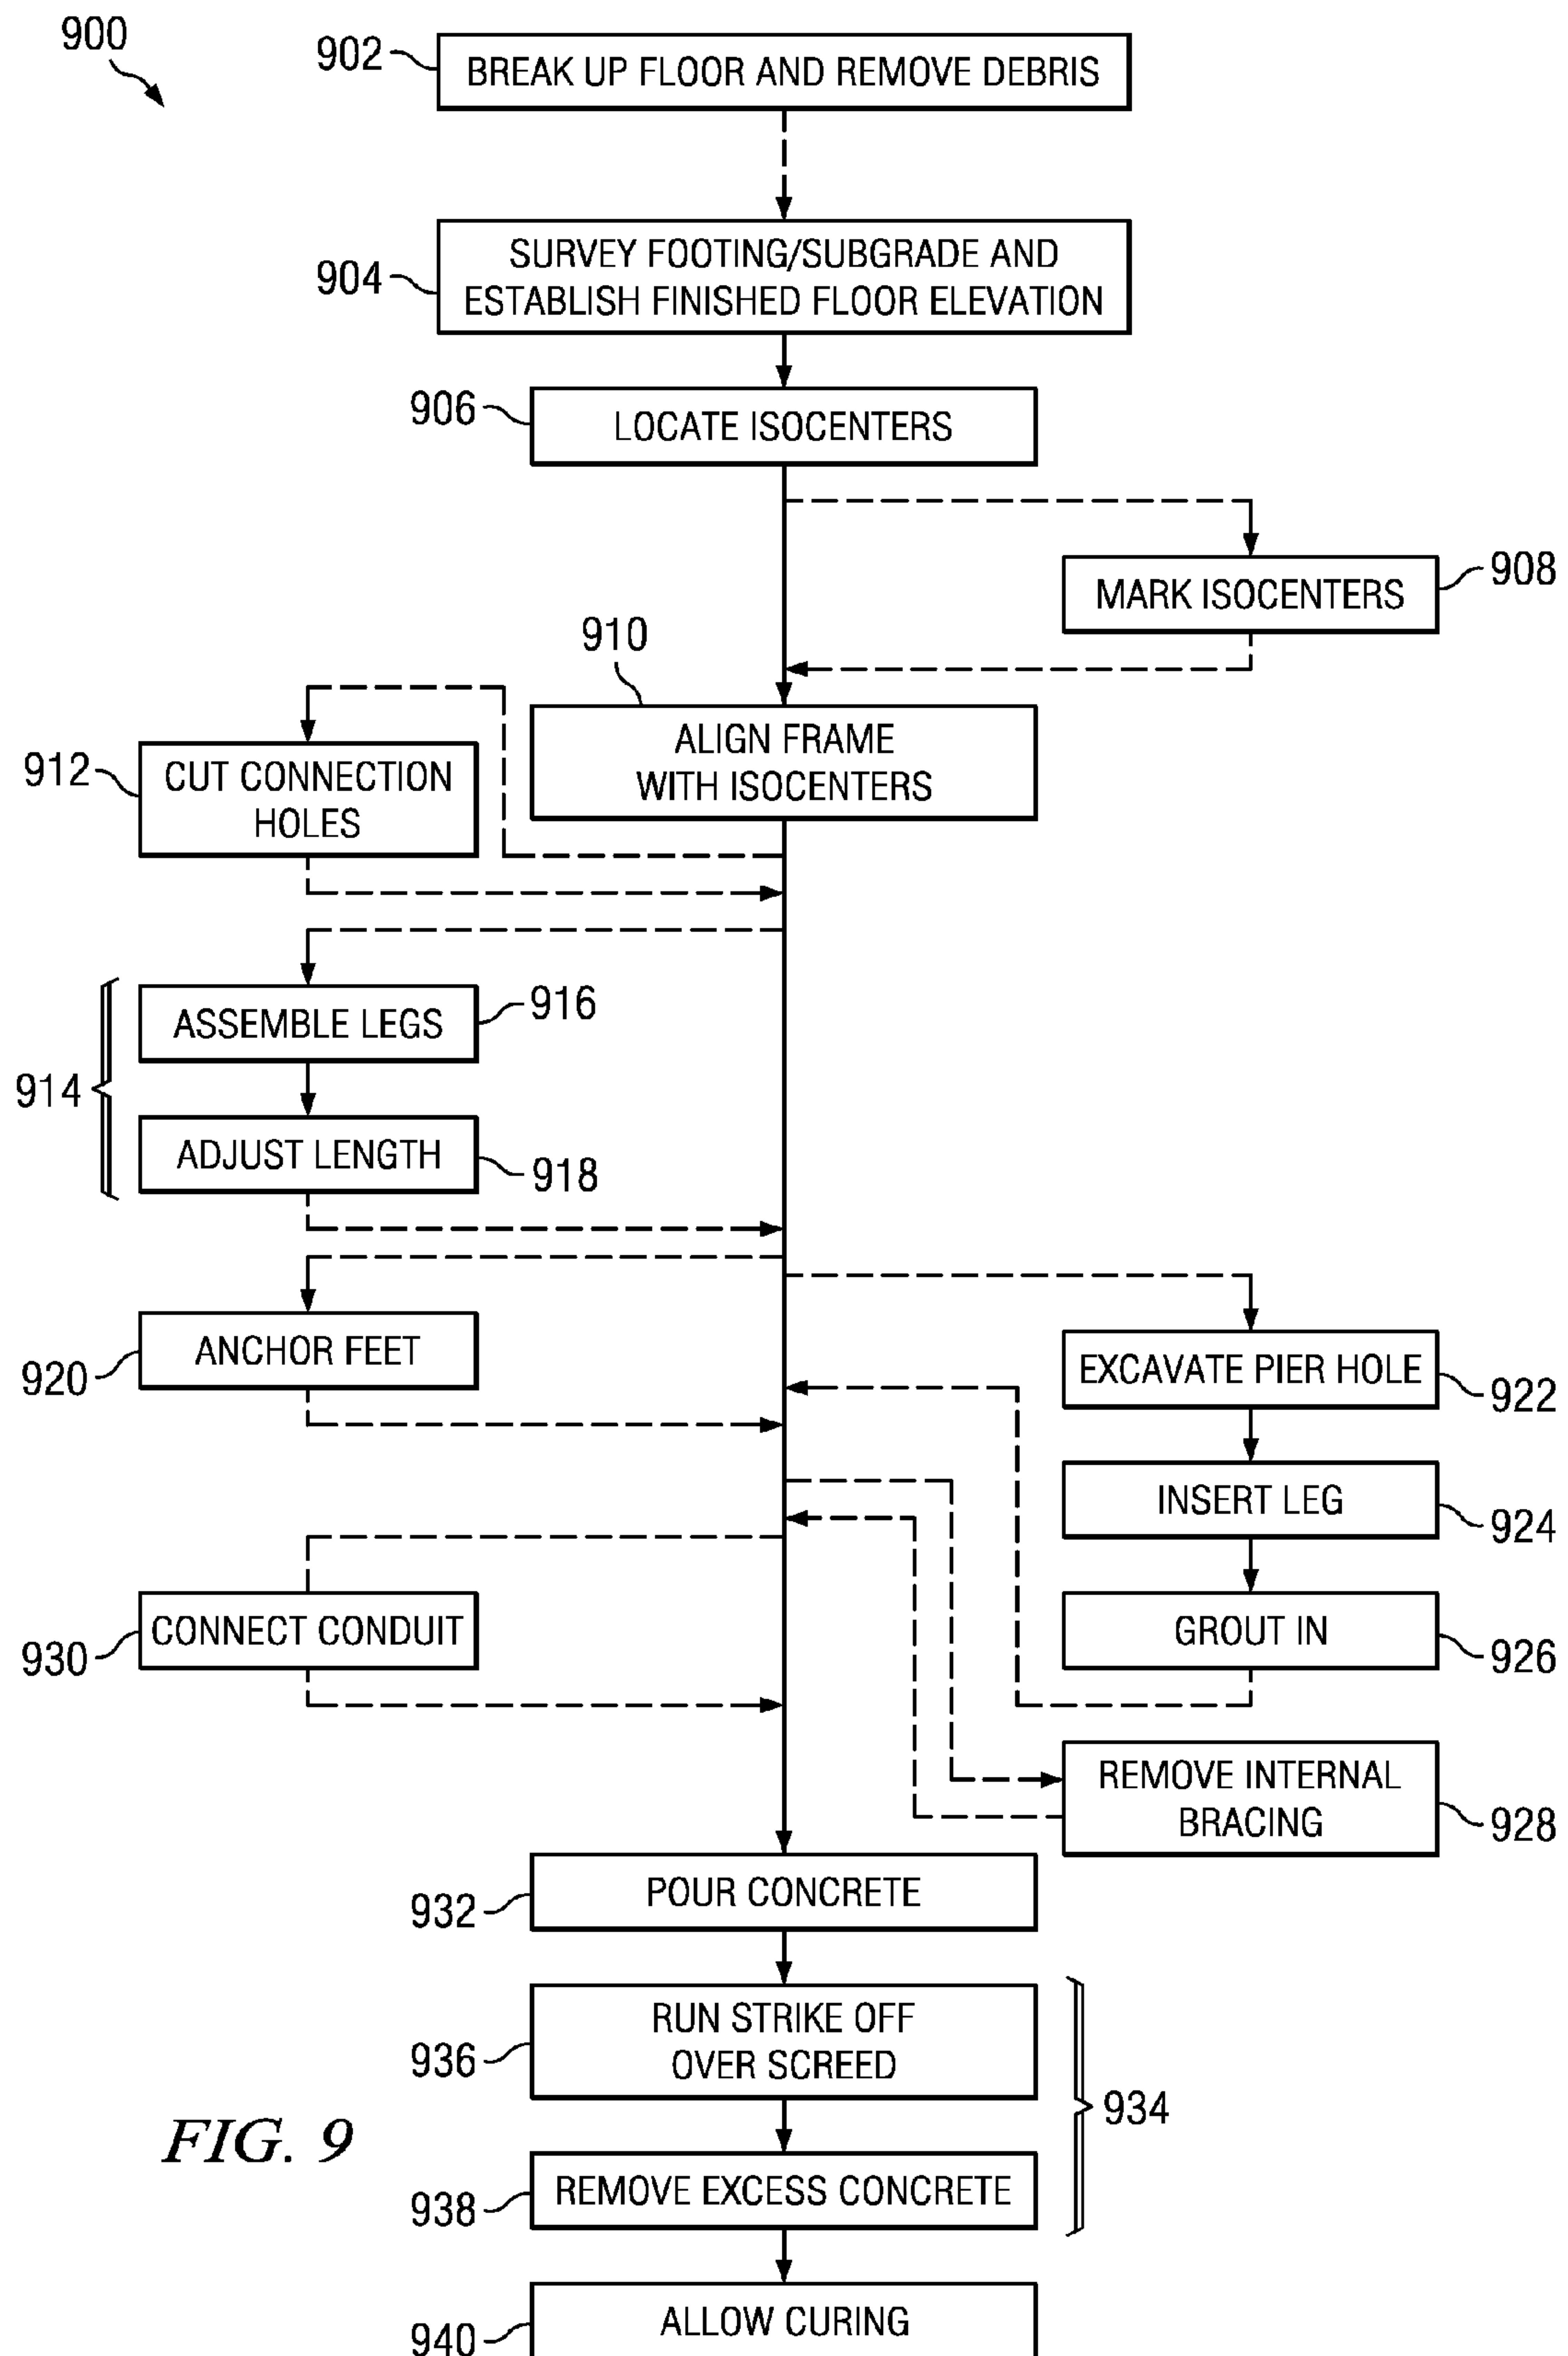 900
902
BREAK UP FLOOR AND REMOVE DEBRIS
904
SURVEY FOOTING/SUBGRADE AND
ESTABLISH FINISHED FLOOR ELEVATION
906
LOCATE ISOCENTERS
908
MARK ISOCENTERS
910
ALIGN FRAME
WITH ISOCENTERS
912
CUT CONNECTION
HOLES
914
ASSEMBLE LEGS
916
ADJUST LENGTH
918
920
ANCHOR FEET
EXCAVATE PIER HOLE
922
INSERT LEG
924
GROUT IN
926
REMOVE INTERNAL
BRACING
928
930
CONNECT CONDUIT
932
POUR CONCRETE
RUN STRIKE OFF
OVER SCREED
936
934
REMOVE EXCESS CONCRETE
938
ALLOW CURING
940
FIG. 9